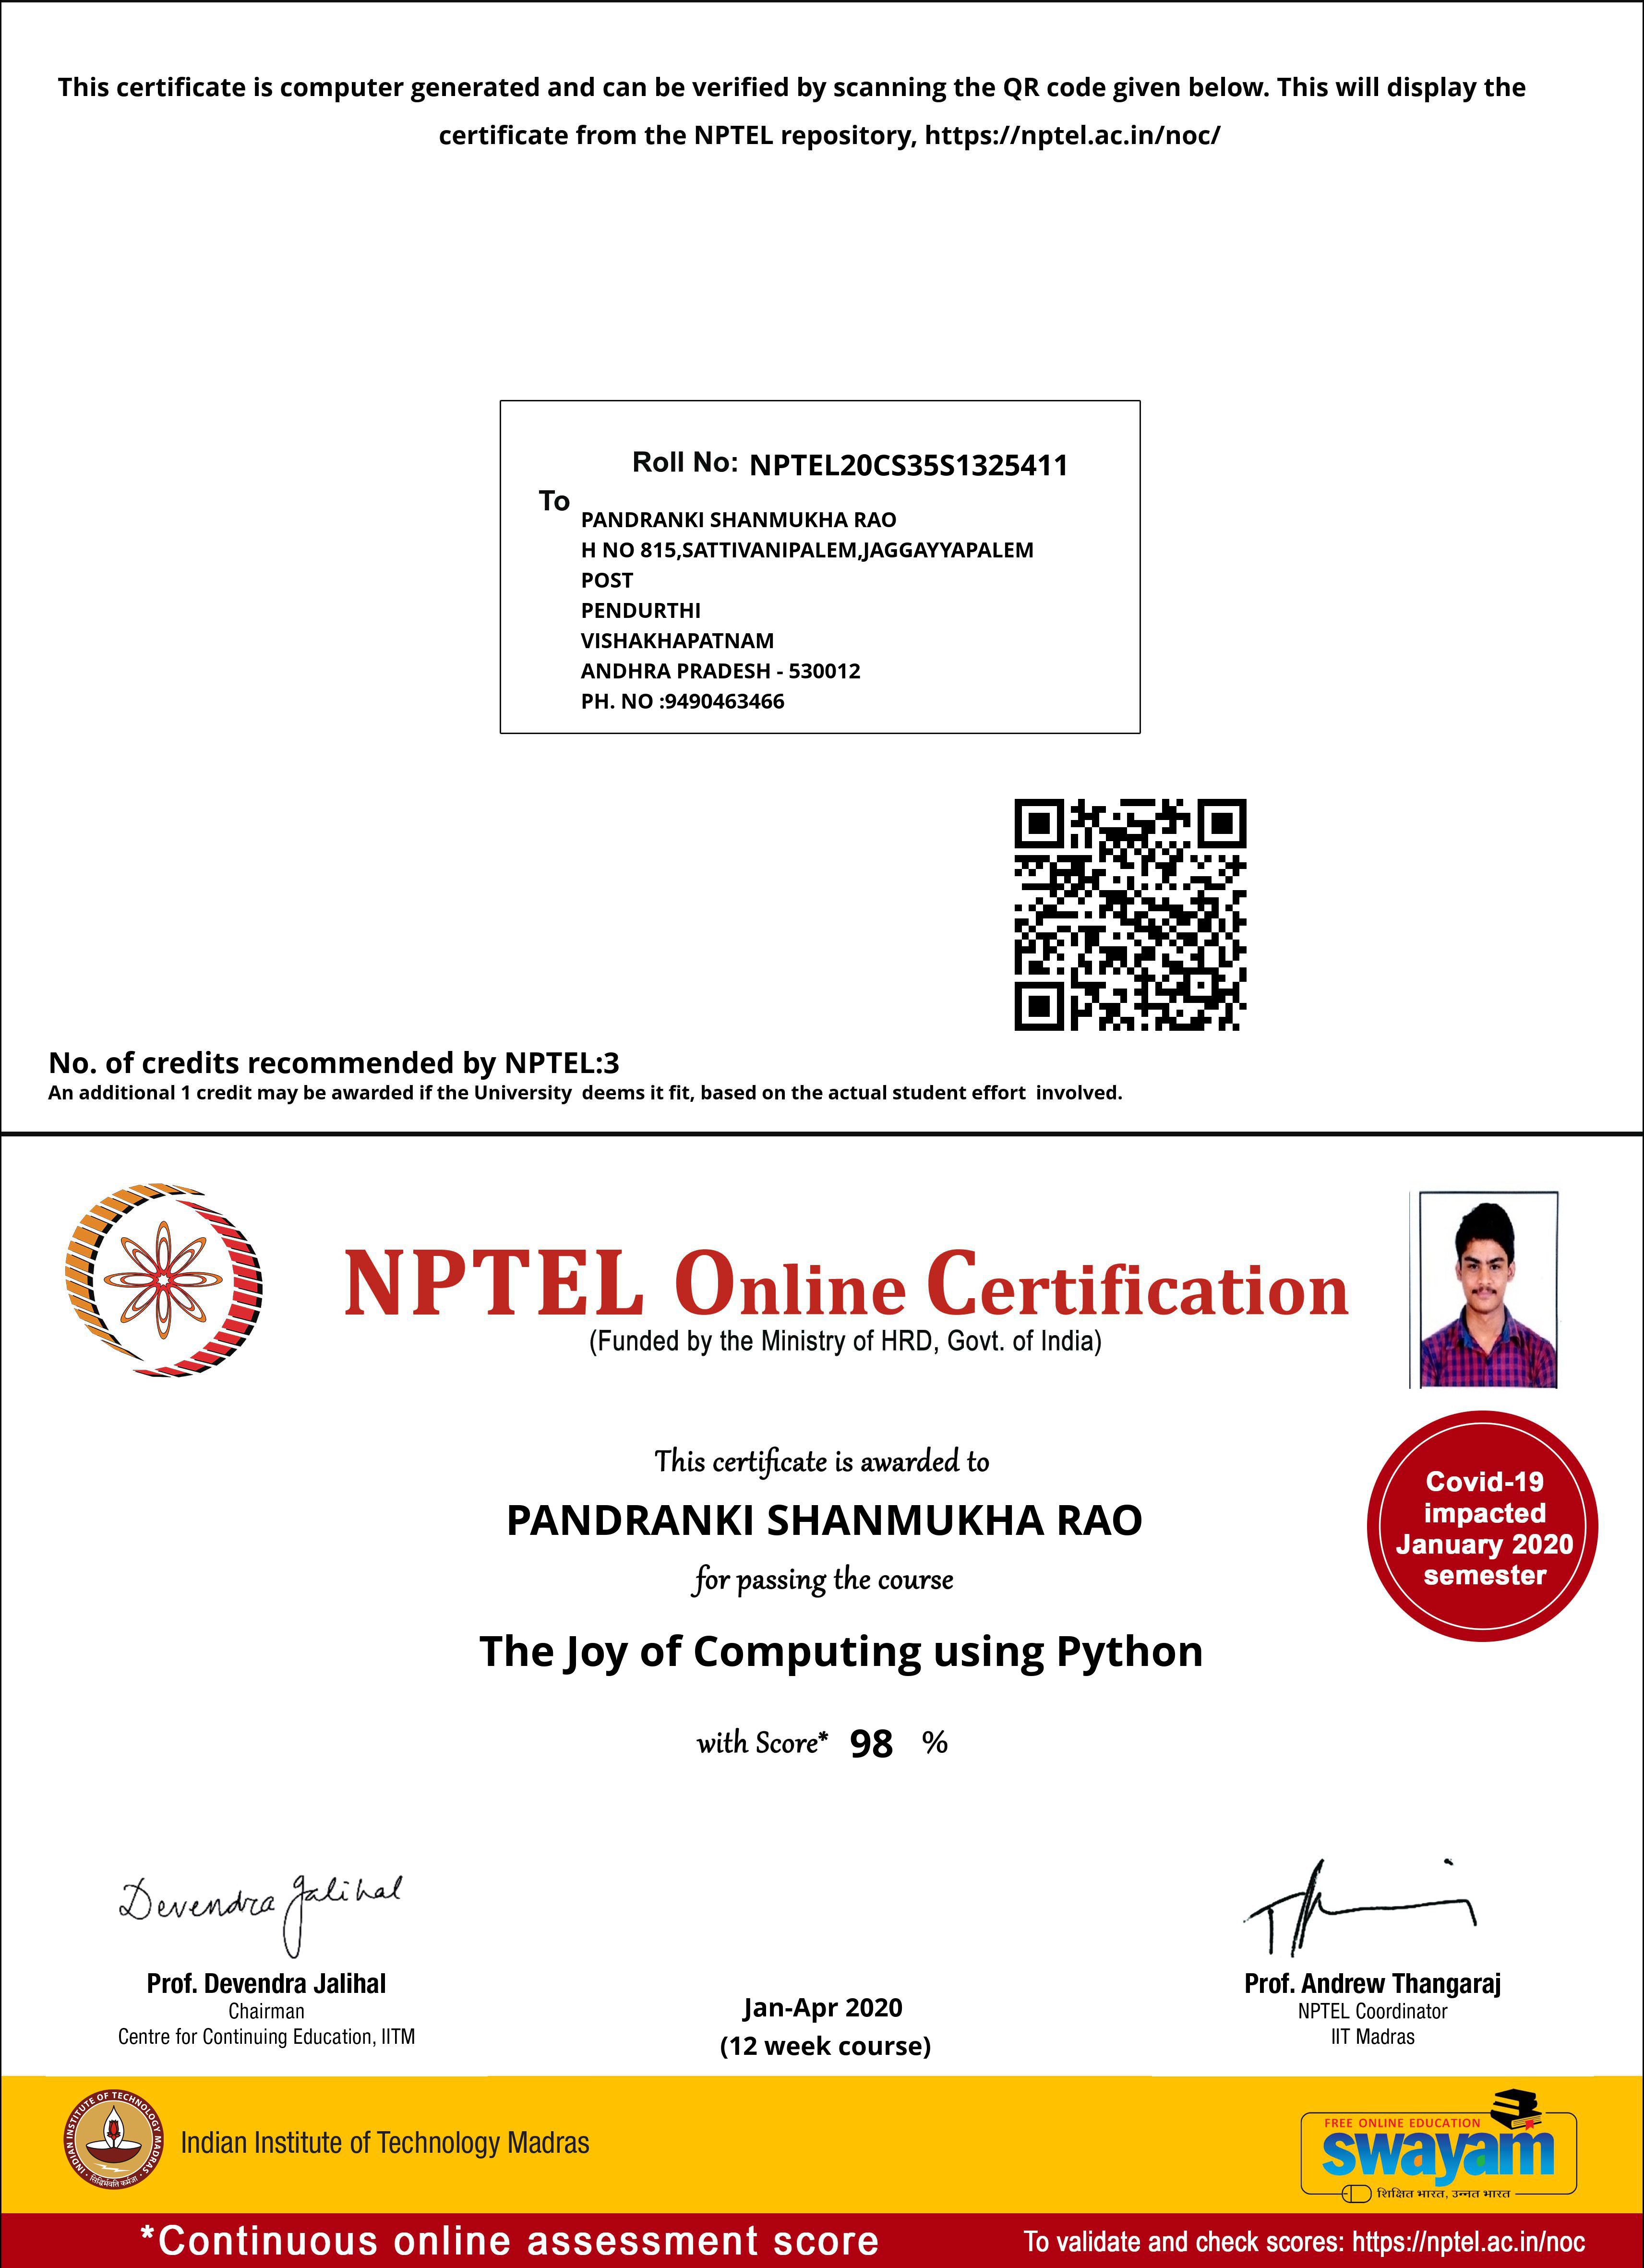 This certificate is computer generated and can be verified by scanning the QR code given below. This will display the
certificate from the NPTEL repository, https://nptel.ac.in/noc/
Roll No: NPTEL20CS35S1325411
To
PANDRANKI SHANMUKHA RAO
H NO 815,SATTIVANIPALEM,JAGGAYYAPALEM
POST
PENDURTHI
VISHAKHAPATNAM
ANDHRA PRADESH - 530012
PH. NO :9490463466
No. of credits recommended by NPTEL:3
An additional 1 credit may be awarded if the University deems it fit, based on the actual student effort involved.
NPTEL Online Certification
(Funded by the Ministry of HRD, Govt. of India)
This certificate is awarded to
PANDRANKI SHANMUKHA RAO
for passing the course
The Joy of Computing using Python
with Score* 98 %
Covid-19
impacted
January 2020
semester
Devendra Jalihal
Prof. Devendra Jalihal
Chairman
Centre for Continuing Education, IITM
Jan-Apr 2020
(12 week course)
Prof. Andrew Thangaraj
NPTEL Coordinator
IIT Madras
INDIAN INSTITUTE OF TECHNOLOGY MADRAS
सिद्धिर्भवति कर्मजा
Indian Institute of Technology Madras
FREE ONLINE EDUCATION
swayam
शिक्षित भारत, उन्नत भारत
*Continuous online assessment score
To validate and check scores: https://nptel.ac.in/noc